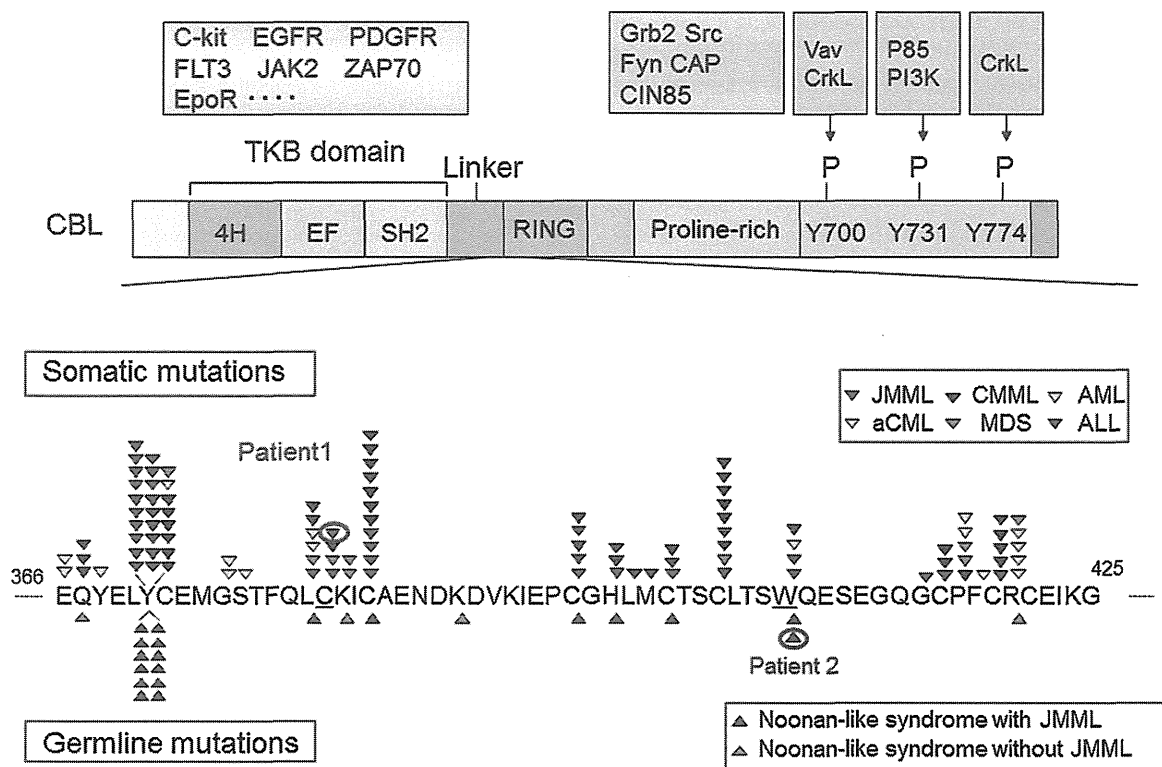 C-kit EGFR PDGFR
FLT3 JAK2 ZAP70
EpoR ····
Grb2 Src
Fyn CAP
CIN85
Vav
CrkL
P85
PI3K
CrkL
TKB domain
Linker
P P P
CBL
4H EF SH2 RING Proline-rich Y700 Y731 Y774
Somatic mutations
JMML CMML AML
aCML MDS ALL
Patient1
366 EQYELYCEMGSTFQLCKICAENDKDVKIEPCGHLMCTSCLTSWQESEGQGCPFCRCEIKG 425
Patient 2
Germline mutations
Noonan-like syndrome with JMML
Noonan-like syndrome without JMML